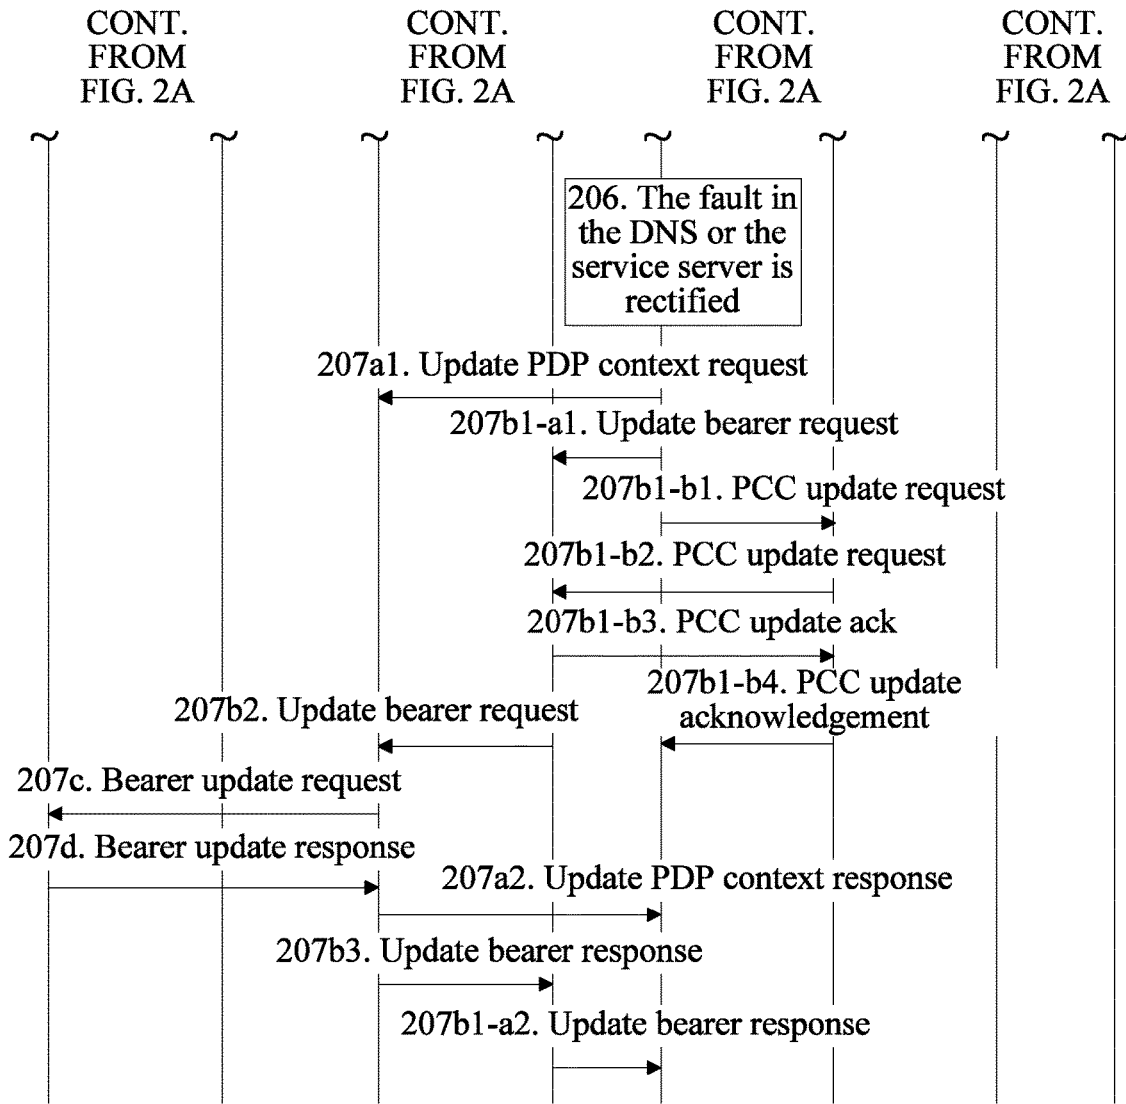 CONT.
FROM
FIG. 2A
CONT.
FROM
FIG. 2A
CONT.
FROM
FIG. 2A
CONT.
FROM
FIG. 2A
206. The fault in
the DNS or the
service server is
rectified
207a1. Update PDP context request
207b1-a1. Update bearer request
207b1-b1. PCC update request
207b1-b2. PCC update request
207b1-b3. PCC update ack
207b1-b4. PCC update
acknowledgement
207b2. Update bearer request
207c. Bearer update request
207d. Bearer update response
207a2. Update PDP context response
207b3. Update bearer response
207b1-a2. Update bearer response